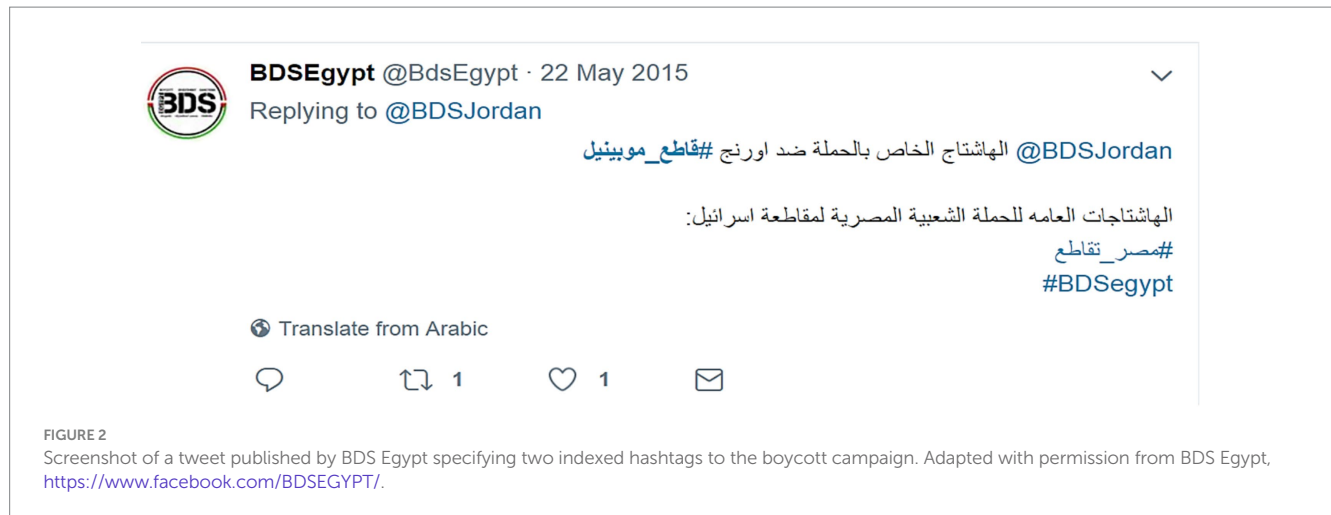 BDSEgypt @BdsEgypt · 22 May 2015
Replying to @BDSJordan
BDS
@BDSJordan الهاشتاج الخاص بالحملة ضد اورنج #قاطع_موبينيل
الهاشتاجات العامه للحملة الشعبية المصرية لمقاطعة اسرائيل:
#مصر_تقاطع
#BDSegypt
Translate from Arabic
1 1
FIGURE 2
Screenshot of a tweet published by BDS Egypt specifying two indexed hashtags to the boycott campaign. Adapted with permission from BDS Egypt,
https://www.facebook.com/BDSEGYPT/.